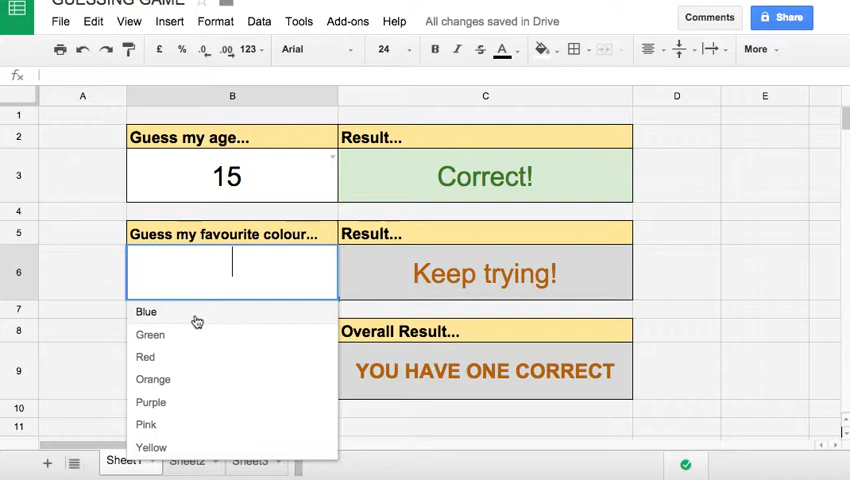 GUESSING GAME
File Edit View Insert Format Data Tools Add-ons Help All changes saved in Drive Comments Share
£ % .0 .00 123 Arial 24 B I S A More
fx
A B C D E
1
2 Guess my age... Result...
3 15 Correct!
4
5 Guess my favourite colour... Result...
6 Keep trying!
7 Blue
Green
8 Overall Result...
Red
9 YOU HAVE ONE CORRECT
Orange
10 Purple
11 Pink
Yellow
+ Sheet1 Sheet2 Sheet3